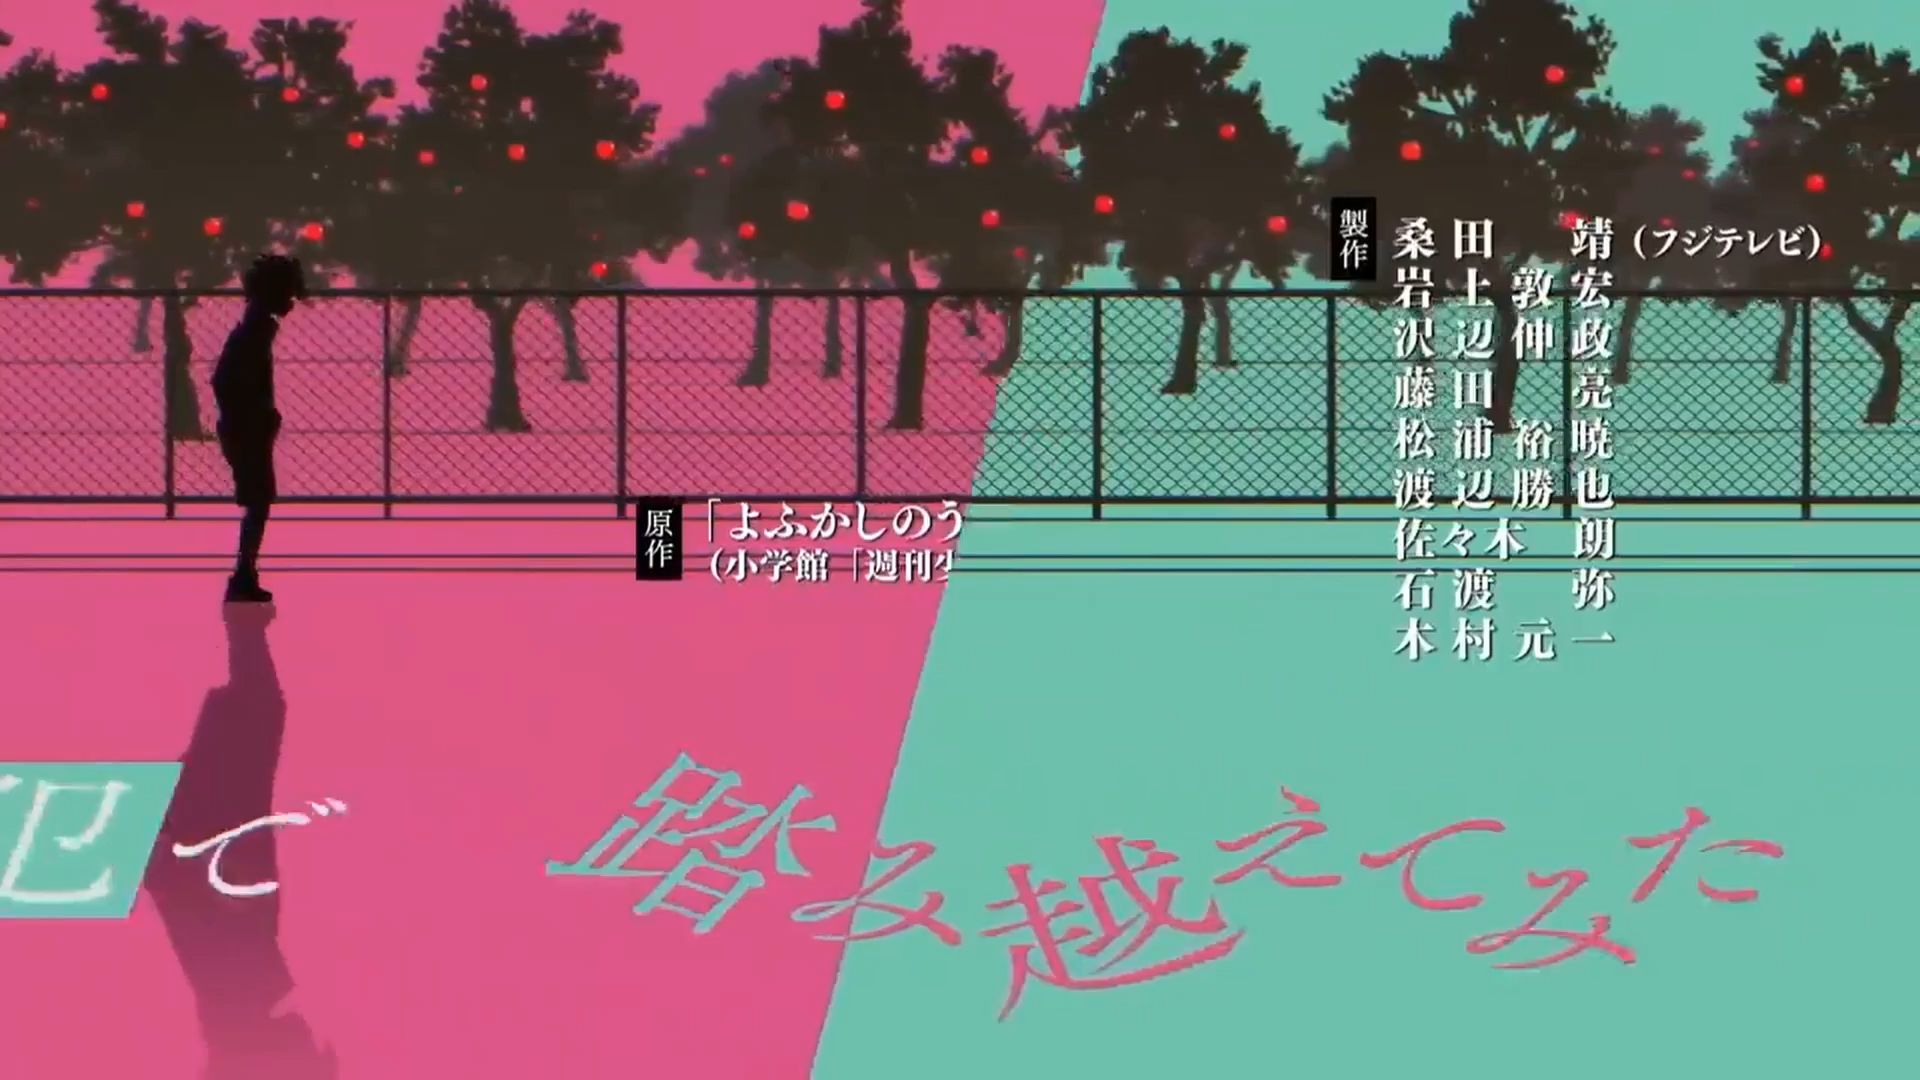 製作
桑田 靖（フジテレビ）
岩上敦宏
沢辺伸政
藤田 亮
松浦裕暁
渡辺勝也
佐々木 朗
石渡 弥
木村元一
原作
「よふかしのう
（小学館「週刊
で
踏み越えてみた